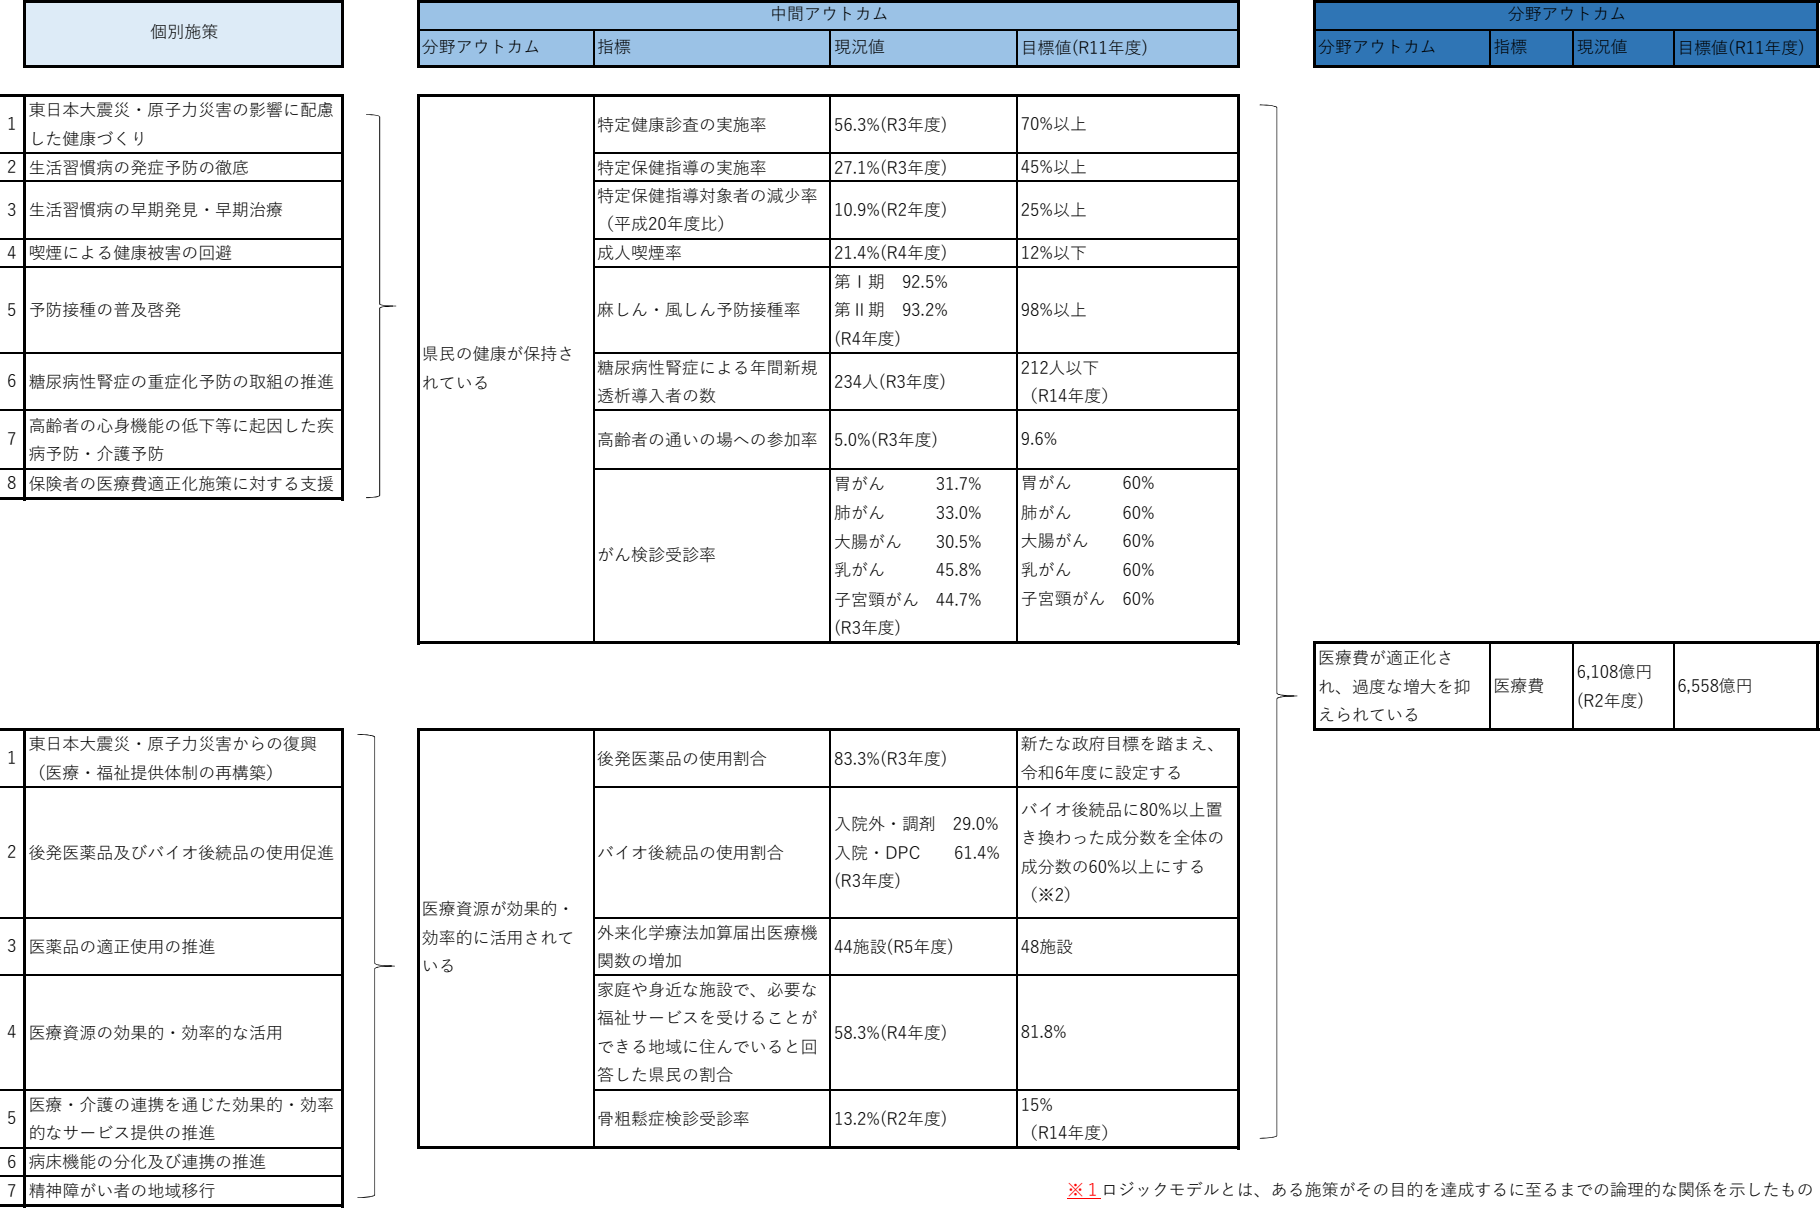 個別施策
中間アウトカム
分野アウトカム
分野アウトカム
指標
現況値
目標値(R11年度)
分野アウトカム
指標
現況値
目標値(R11年度)
1
東日本大震災・原子力災害の影響に配慮
した健康づくり
2
生活習慣病の発症予防の徹底
3
生活習慣病の早期発見・早期治療
4
喫煙による健康被害の回避
5
予防接種の普及啓発
6
糖尿病性腎症の重症化予防の取組の推進
7
高齢者の心身機能の低下等に起因した疾
病予防・介護予防
8
保険者の医療費適正化施策に対する支援
県民の健康が保持さ
れている
特定健康診査の実施率
56.3%(R3年度)
70%以上
特定保健指導の実施率
27.1%(R3年度)
45%以上
特定保健指導対象者の減少率
（平成20年度比）
10.9%(R2年度)
25%以上
成人喫煙率
21.4%(R4年度)
12%以下
麻しん・風しん予防接種率
第Ⅰ期　92.5%
第Ⅱ期　93.2%
(R4年度)
98%以上
糖尿病性腎症による年間新規
透析導入者の数
234人(R3年度)
212人以下
（R14年度）
高齢者の通いの場への参加率
5.0%(R3年度)
9.6%
がん検診受診率
胃がん　　　31.7%
肺がん　　　33.0%
大腸がん　　30.5%
乳がん　　　45.8%
子宮頸がん　44.7%
(R3年度)
胃がん　　　60%
肺がん　　　60%
大腸がん　　60%
乳がん　　　60%
子宮頸がん　60%
医療費が適正化さ
れ、過度な増大を抑
えられている
医療費
6,108億円
(R2年度)
6,558億円
1
東日本大震災・原子力災害からの復興
（医療・福祉提供体制の再構築）
2
後発医薬品及びバイオ後続品の使用促進
3
医薬品の適正使用の推進
4
医療資源の効果的・効率的な活用
5
医療・介護の連携を通じた効果的・効率
的なサービス提供の推進
6
病床機能の分化及び連携の推進
7
精神障がい者の地域移行
医療資源が効果的・
効率的に活用されて
いる
後発医薬品の使用割合
83.3%(R3年度)
新たな政府目標を踏まえ、
令和6年度に設定する
バイオ後続品の使用割合
入院外・調剤　29.0%
入院・DPC　　61.4%
(R3年度)
バイオ後続品に80%以上置
き換わった成分数を全体の
成分数の60%以上にする
（※2）
外来化学療法加算届出医療機
関数の増加
44施設(R5年度)
48施設
家庭や身近な施設で、必要な
福祉サービスを受けることが
できる地域に住んでいると回
答した県民の割合
58.3%(R4年度)
81.8%
骨粗鬆症検診受診率
13.2%(R2年度)
15%
（R14年度）
※１ロジックモデルとは、ある施策がその目的を達成するに至るまでの論理的な関係を示したもの